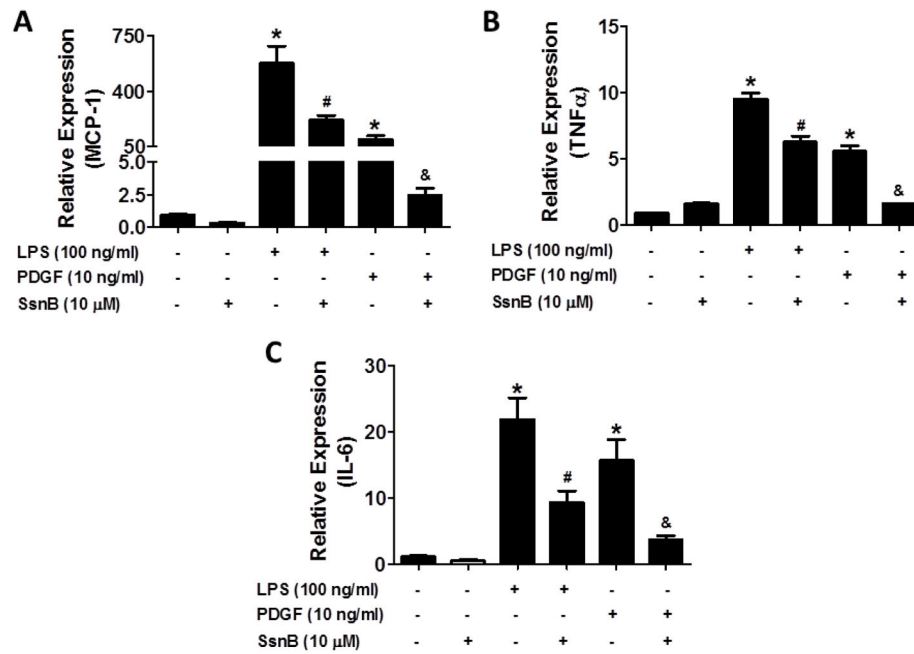 A
Relative Expression
(MCP-1)
750
400
50
5.0
2.5
0.0
* # * &
LPS (100 ng/ml) - - + + - -
PDGF (10 ng/ml) - - - - + +
SsnB (10 μM) - + - + - +
B
Relative Expression
(TNFα)
15
10
5
0
* # * &
LPS (100 ng/ml) - - + + - -
PDGF (10 ng/ml) - - - - + +
SsnB (10 μM) - + - + - +
C
Relative Expression
(IL-6)
30
20
10
0
* # * &
LPS (100 ng/ml) - - + + - -
PDGF (10 ng/ml) - - - - + +
SsnB (10 μM) - + - + - +